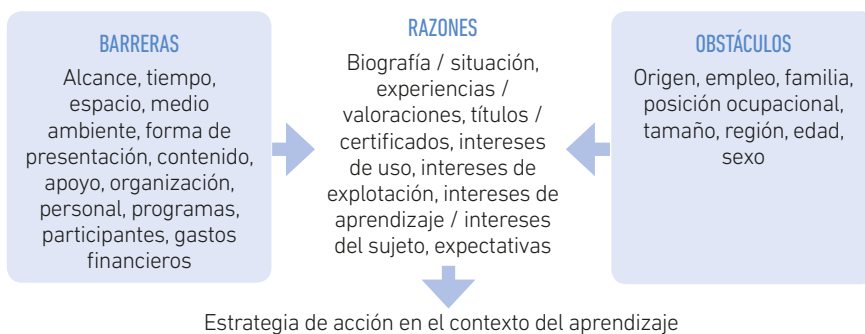 BARRERAS
Alcance, tiempo,
espacio, medio
ambiente, forma de
presentación, contenido,
apoyo, organización,
personal, programas,
participantes, gastos
financieros
RAZONES
Biografía / situación,
experiencias /
valoraciones, títulos /
certificados, intereses
de uso, intereses de
explotación, intereses de
aprendizaje / intereses
del sujeto, expectativas
OBSTÁCULOS
Origen, empleo, familia,
posición ocupacional,
tamaño, región, edad,
sexo
Estrategia de acción en el contexto del aprendizaje